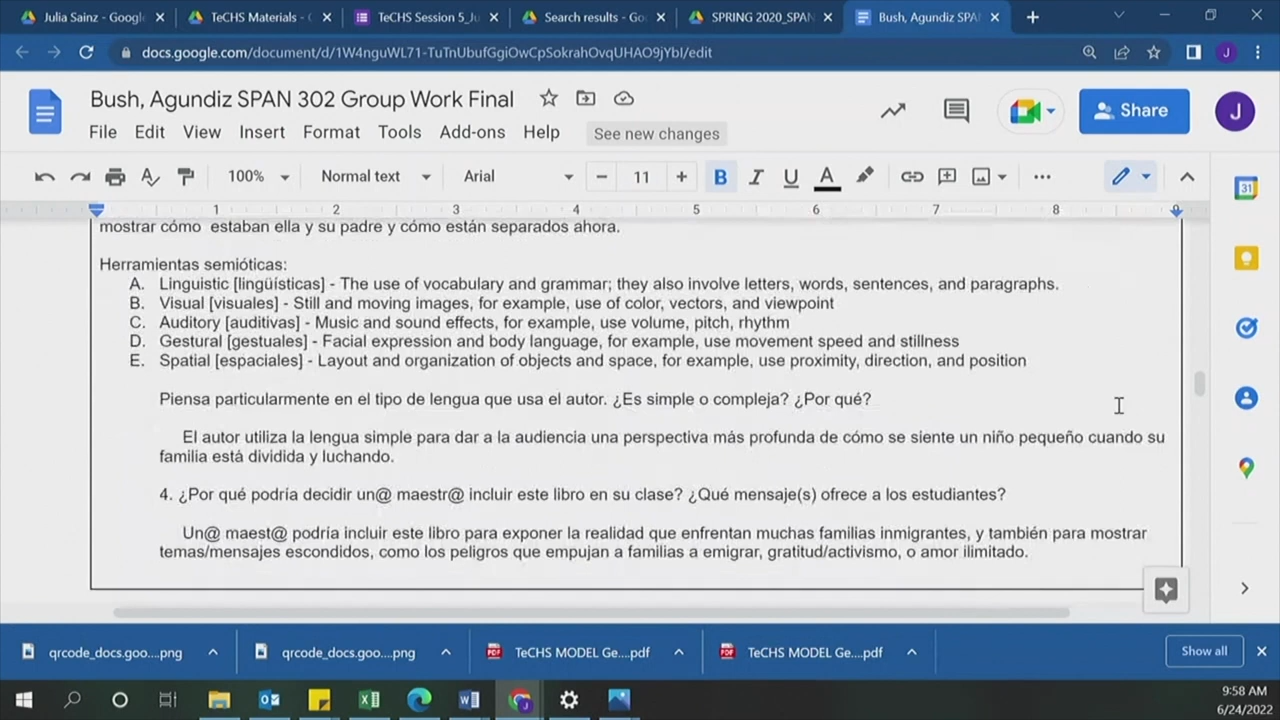 Julia Sainz - Google
TeCHS Materials - G
TeCHS Session 5_Ju
Search results - Goo
SPRING 2020_SPAN
Bush, Agundiz SPAN
docs.google.com/document/d/1W4nguWL71-TuTnUbufGgiOwCpSokrahOvqUHAO9jYbI/edit
J
Bush, Agundiz SPAN 302 Group Work Final
Share
J
File Edit View Insert Format Tools Add-ons Help See new changes
100% Normal text Arial 11 B I U A
31
1 2 3 4 5 6 7 8 9
mostrar cómo estaban ella y su padre y cómo están separados ahora.
Herramientas semióticas:
A. Linguistic [lingüísticas] - The use of vocabulary and grammar; they also involve letters, words, sentences, and paragraphs.
B. Visual [visuales] - Still and moving images, for example, use of color, vectors, and viewpoint
C. Auditory [auditivas] - Music and sound effects, for example, use volume, pitch, rhythm
D. Gestural [gestuales] - Facial expression and body language, for example, use movement speed and stillness
E. Spatial [espaciales] - Layout and organization of objects and space, for example, use proximity, direction, and position
Piensa particularmente en el tipo de lengua que usa el autor. ¿Es simple o compleja? ¿Por qué?
El autor utiliza la lengua simple para dar a la audiencia una perspectiva más profunda de cómo se siente un niño pequeño cuando su
familia está dividida y luchando.
4. ¿Por qué podría decidir un@ maestr@ incluir este libro en su clase? ¿Qué mensaje(s) ofrece a los estudiantes?
Un@ maest@ podría incluir este libro para exponer la realidad que enfrentan muchas familias inmigrantes, y también para mostrar
temas/mensajes escondidos, como los peligros que empujan a familias a emigrar, gratitud/activismo, o amor ilimitado.
qrcode_docs.goo....png
qrcode_docs.goo....png
TeCHS MODEL Ge....pdf
TeCHS MODEL Ge....pdf
Show all
9:58 AM
6/24/2022